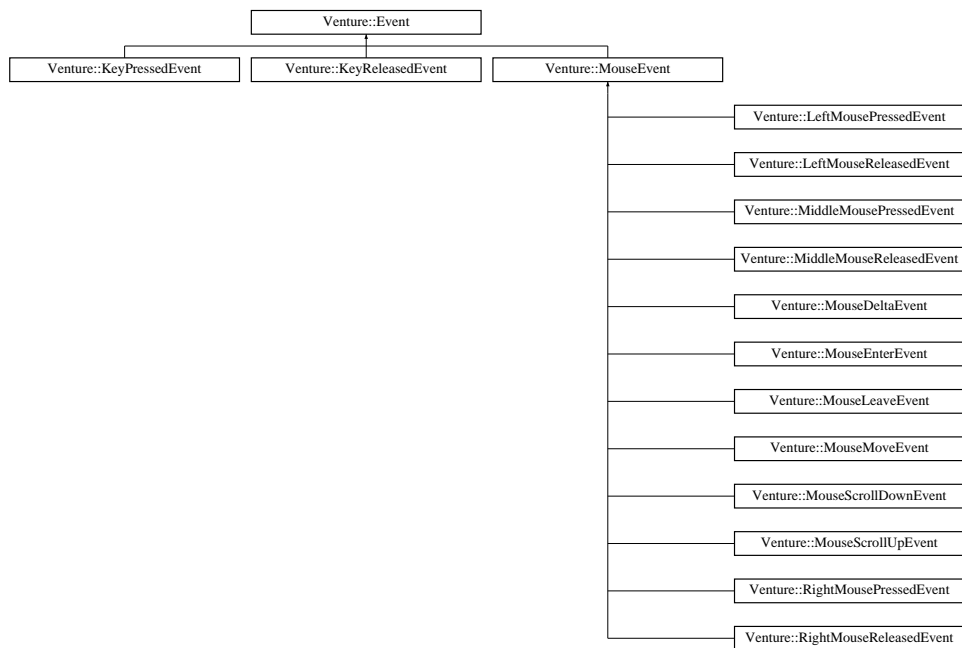 Venture::Event
Venture::KeyPressedEvent
Venture::KeyReleasedEvent
Venture::MouseEvent
Venture::LeftMousePressedEvent
Venture::LeftMouseReleasedEvent
Venture::MiddleMousePressedEvent
Venture::MiddleMouseReleasedEvent
Venture::MouseDeltaEvent
Venture::MouseEnterEvent
Venture::MouseLeaveEvent
Venture::MouseMoveEvent
Venture::MouseScrollDownEvent
Venture::MouseScrollUpEvent
Venture::RightMousePressedEvent
Venture::RightMouseReleasedEvent